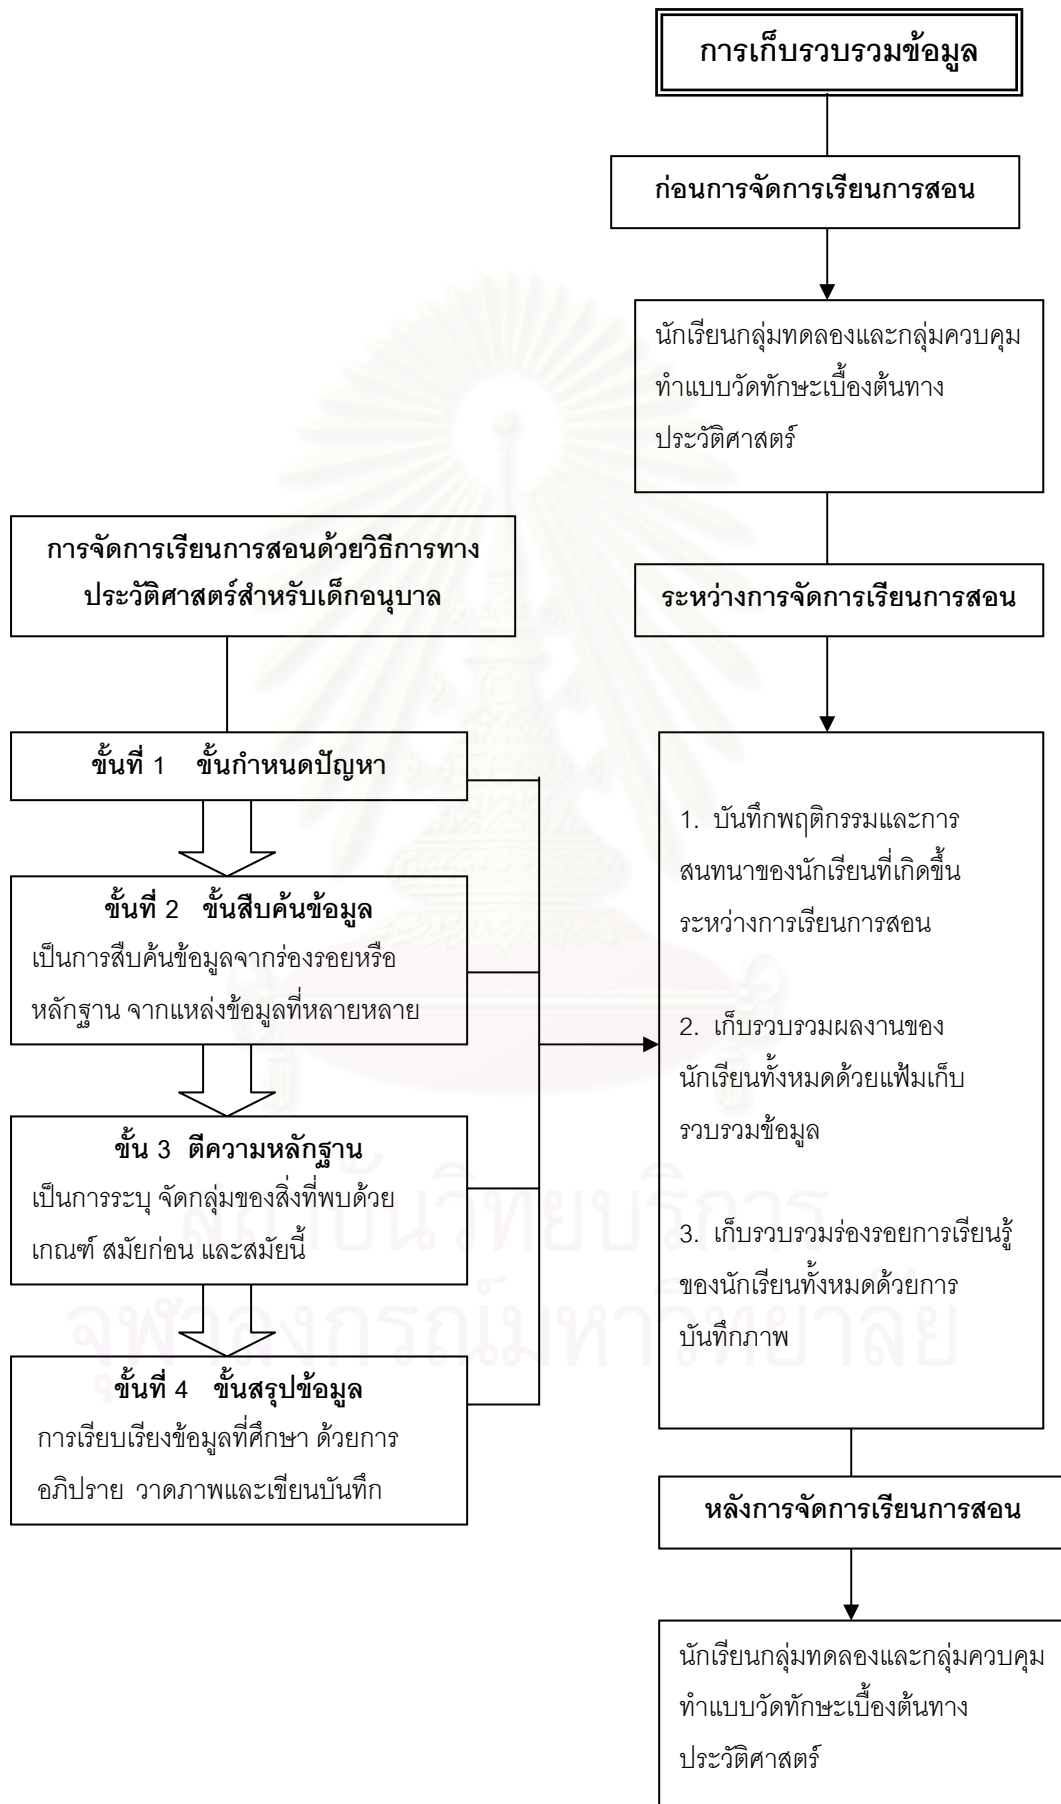 การเก็บรวบรวมข้อมูล
ก่อนการจัดการเรียนการสอน
นักเรียนกลุ่มทดลองและกลุ่มควบคุม
ทำแบบวัดทักษะเบื้องต้นทาง
ประวัติศาสตร์
การจัดการเรียนการสอนด้วยวิธีการทาง
ประวัติศาสตร์สำหรับเด็กอนุบาล
ระหว่างการจัดการเรียนการสอน
ขั้นที่ 1 ขั้นกำหนดปัญหา
ขั้นที่ 2 ขั้นสืบค้นข้อมูล
เป็นการสืบค้นข้อมูลจากร่องรอยหรือ
หลักฐาน จากแหล่งข้อมูลที่หลายหลาย
ขั้น 3 ตีความหลักฐาน
เป็นการระบุ จัดกลุ่มของสิ่งที่พบด้วย
เกณฑ์ สมัยก่อน และสมัยนี้
ขั้นที่ 4 ขั้นสรุปข้อมูล
การเรียบเรียงข้อมูลที่ศึกษา ด้วยการ
อภิปราย วาดภาพและเขียนบันทึก
1. บันทึกพฤติกรรมและการ
สนทนาของนักเรียนที่เกิดขึ้น
ระหว่างการเรียนการสอน
2. เก็บรวบรวมผลงานของ
นักเรียนทั้งหมดด้วยแฟ้มเก็บ
รวบรวมข้อมูล
3. เก็บรวบรวมร่องรอยการเรียนรู้
ของนักเรียนทั้งหมดด้วยการ
บันทึกภาพ
หลังการจัดการเรียนการสอน
นักเรียนกลุ่มทดลองและกลุ่มควบคุม
ทำแบบวัดทักษะเบื้องต้นทาง
ประวัติศาสตร์
สถาบันวิทยบริการ
จุฬาลงกรณ์มหาวิทยาลัย